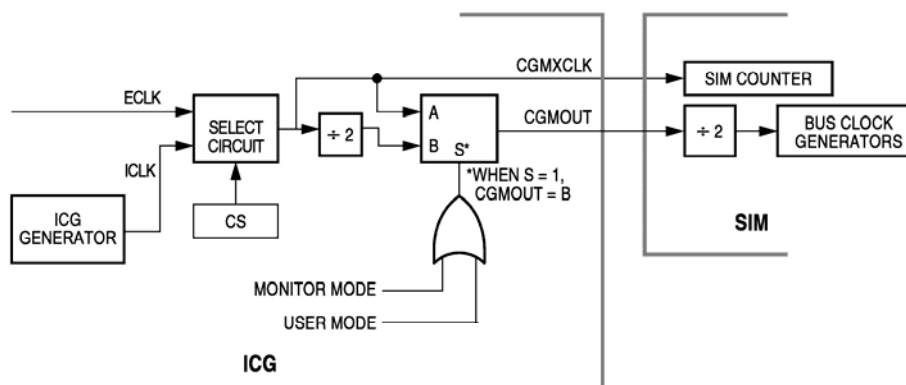 CGMXCLK
SIM COUNTER
ECLK
SELECT
CIRCUIT
÷ 2
A
B
S*
CGMOUT
÷ 2
BUS CLOCK
GENERATORS
ICLK
*WHEN S = 1,
CGMOUT = B
ICG
GENERATOR
CS
SIM
MONITOR MODE
USER MODE
ICG